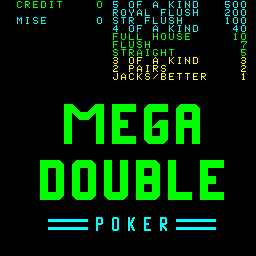 CREDIT 0 5 OF A KIND 500
ROYAL FLUSH 200
MISE 0 STR FLUSH 100
4 OF A KIND 40
FULL HOUSE 10
FLUSH 7
STRAIGHT 5
3 OF A KIND 3
2 PAIRS 2
JACKS/BETTER 1
MEGA
DOUBLE
POKER